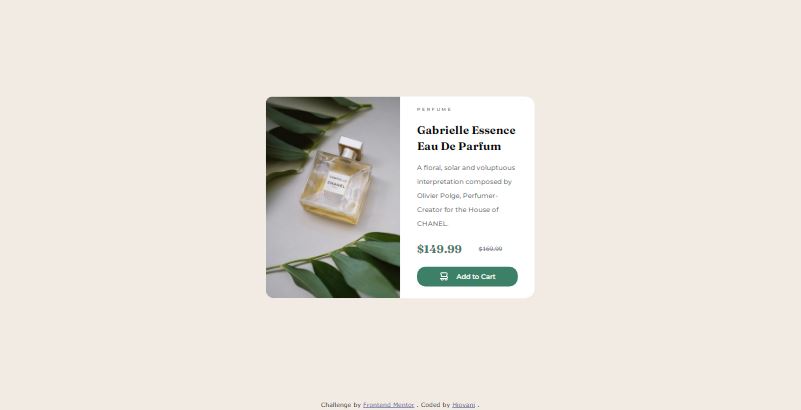 PERFUME
Gabrielle Essence
Eau De Parfum
A floral, solar and voluptuous
interpretation composed by
Olivier Polge, Perfumer-
Creator for the House of
CHANEL.
$149.99 $169.99
Add to Cart
CHANEL
Challenge by Frontend Mentor . Coded by Hiovani .